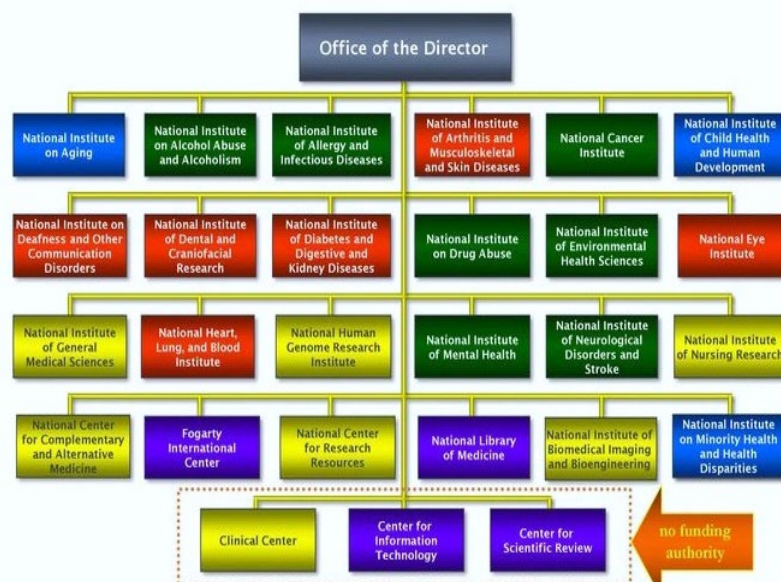 Office of the Director
National Institute
on Aging
National Institute
on Alcohol Abuse
and Alcoholism
National Institute
of Allergy and
Infectious Diseases
National Institute
of Arthritis and
Musculoskeletal
and Skin Diseases
National Cancer
Institute
National Institute
of Child Health
and Human
Development
National Institute on
Deafness and Other
Communication
Disorders
National Institute
of Dental and
Craniofacial
Research
National Institute
of Diabetes and
Digestive and
Kidney Diseases
National Institute
on Drug Abuse
National Institute
of Environmental
Health Sciences
National Eye
Institute
National Institute
of General
Medical Sciences
National Heart,
Lung, and Blood
Institute
National Human
Genome Research
Institute
National Institute
of Mental Health
National Institute
of Neurological
Disorders and
Stroke
National Institute
of Nursing Research
National Center
for Complementary
and Alternative
Medicine
Fogarty
International
Center
National Center
for Research
Resources
National Library
of Medicine
National Institute of
Biomedical Imaging
and Bioengineering
National Institute
on Minority Health
and Health
Disparities
Clinical Center
Center for
Information
Technology
Center for
Scientific Review
no funding
authority